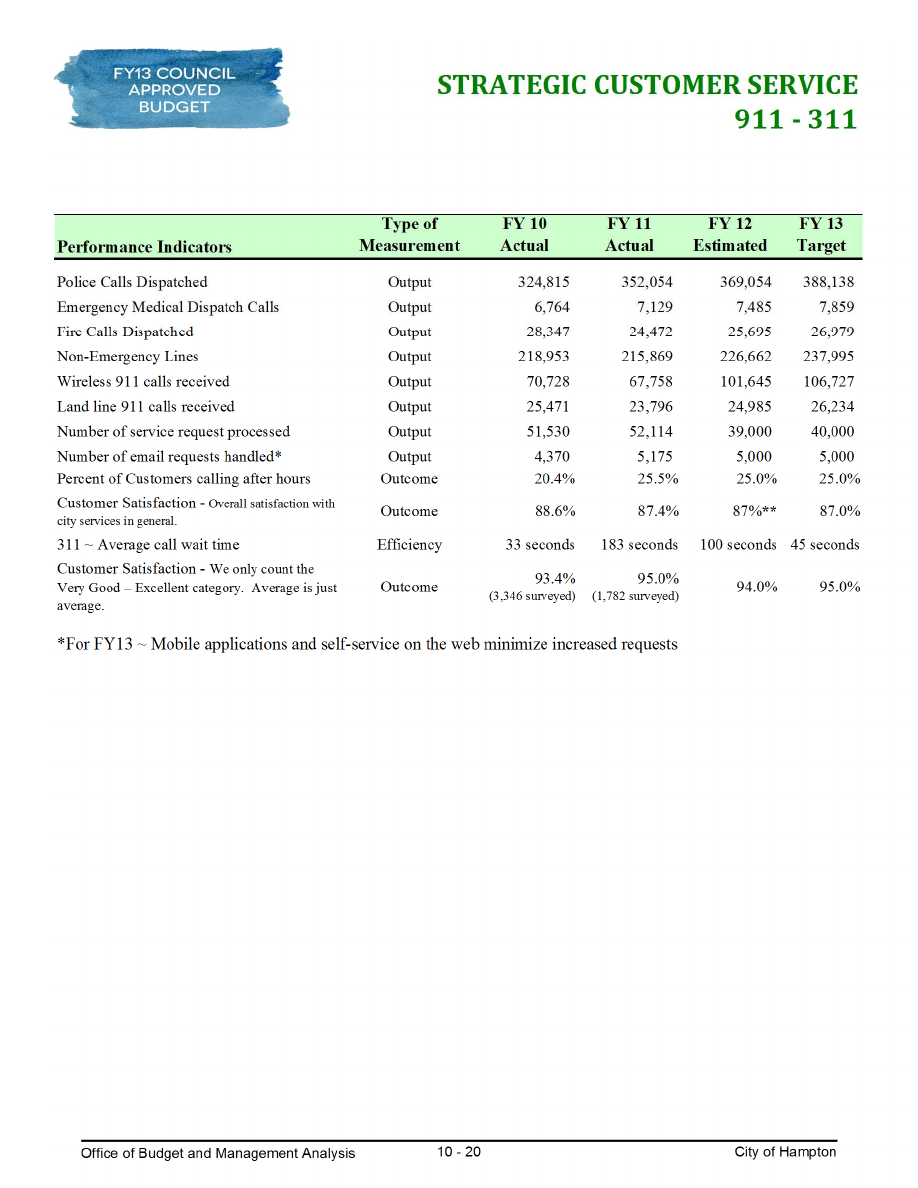 FY13 COUNCIL
APPROVED
BUDGET
STRATEGIC CUSTOMER SERVICE
911 - 311
Performance Indicators Type of Measurement FY 10 Actual FY 11 Actual FY 12 Estimated FY 13 Target
Police Calls Dispatched Output 324,815 352,054 369,054 388,138
Emergency Medical Dispatch Calls Output 6,764 7,129 7,485 7,859
Fire Calls Dispatched Output 28,347 24,472 25,695 26,979
Non-Emergency Lines Output 218,953 215,869 226,662 237,995
Wireless 911 calls received Output 70,728 67,758 101,645 106,727
Land line 911 calls received Output 25,471 23,796 24,985 26,234
Number of service request processed Output 51,530 52,114 39,000 40,000
Number of email requests handled* Output 4,370 5,175 5,000 5,000
Percent of Customers calling after hours Outcome 20.4% 25.5% 25.0% 25.0%
Customer Satisfaction - Overall satisfaction with
city services in general. Outcome 88.6% 87.4% 87%** 87.0%
311 ~ Average call wait time Efficiency 33 seconds 183 seconds 100 seconds 45 seconds
Customer Satisfaction - We only count the
Very Good – Excellent category. Average is just
average. Outcome 93.4% (3,346 surveyed) 95.0% (1,782 surveyed) 94.0% 95.0%
*For FY13 ~ Mobile applications and self-service on the web minimize increased requests
Office of Budget and Management Analysis 10 - 20 City of Hampton